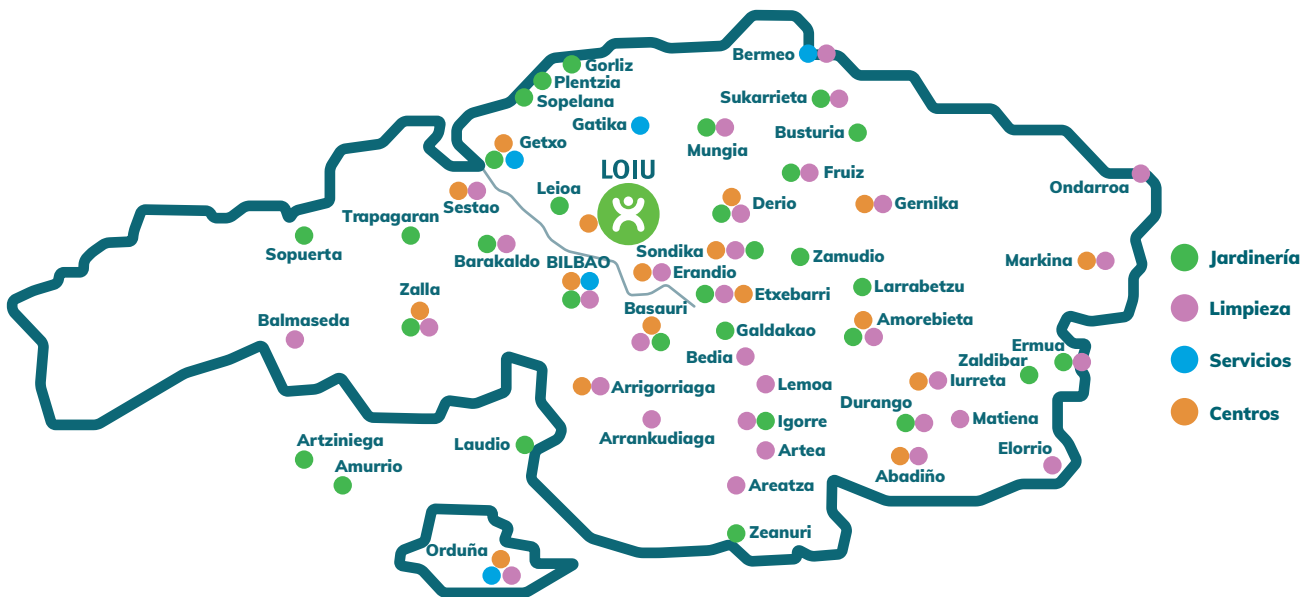 Bermeo
Gorliz
Plentzia
Sopelana
Sukarrieta
Gatika
Busturia
Getxo
Mungia
LOIU
Fruiz
Ondarroa
Leioa
Sestao
Derio
Gernika
Trapagaran
Sopuerta
Barakaldo
BILBAO
Sondika
Zamudio
Jardinería
Markina
Erandio
Zalla
Etxebarri
Larrabetzu
Limpieza
Basauri
Balmaseda
Amorebieta
Galdakao
Ermua
Bedia
Zaldibar
Servicios
Arrigorriaga
Lemoa
Iurreta
Durango
Centros
Igorre
Matiena
Arrankudiaga
Artziniega
Laudio
Artea
Elorrio
Amurrio
Abadiño
Areatza
Zeanuri
Orduña